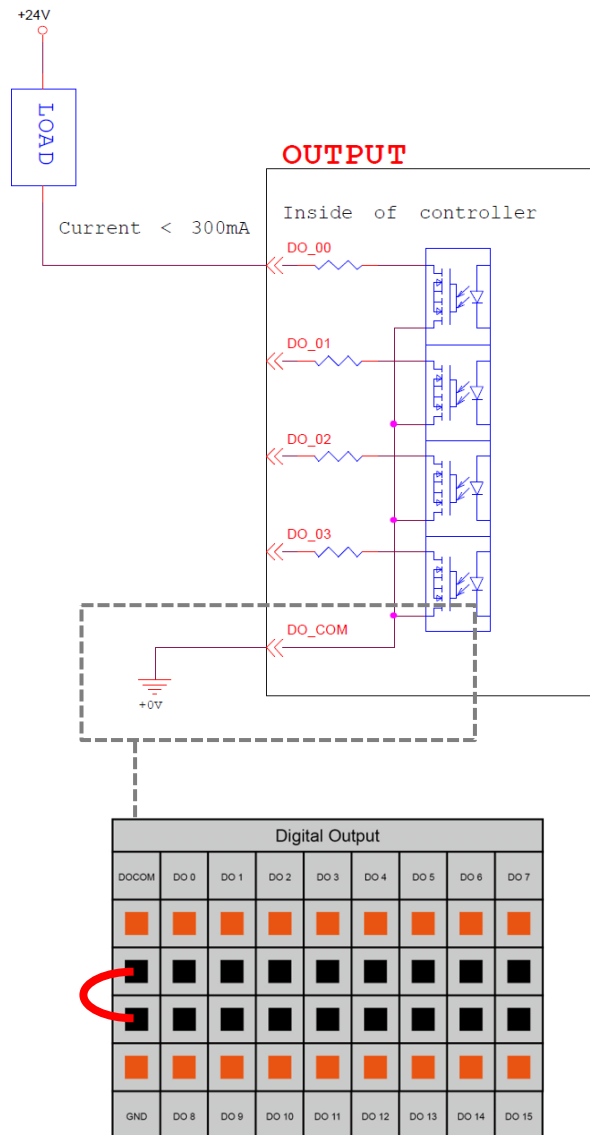 +24V
LOAD
OUTPUT
Inside of controller
Current < 300mA
DO_00
DO_01
DO_02
DO_03
DO_COM
+0V
Digital Output
DOCOM DO 0 DO 1 DO 2 DO 3 DO 4 DO 5 DO 6 DO 7
GND DO 8 DO 9 DO 10 DO 11 DO 12 DO 13 DO 14 DO 15